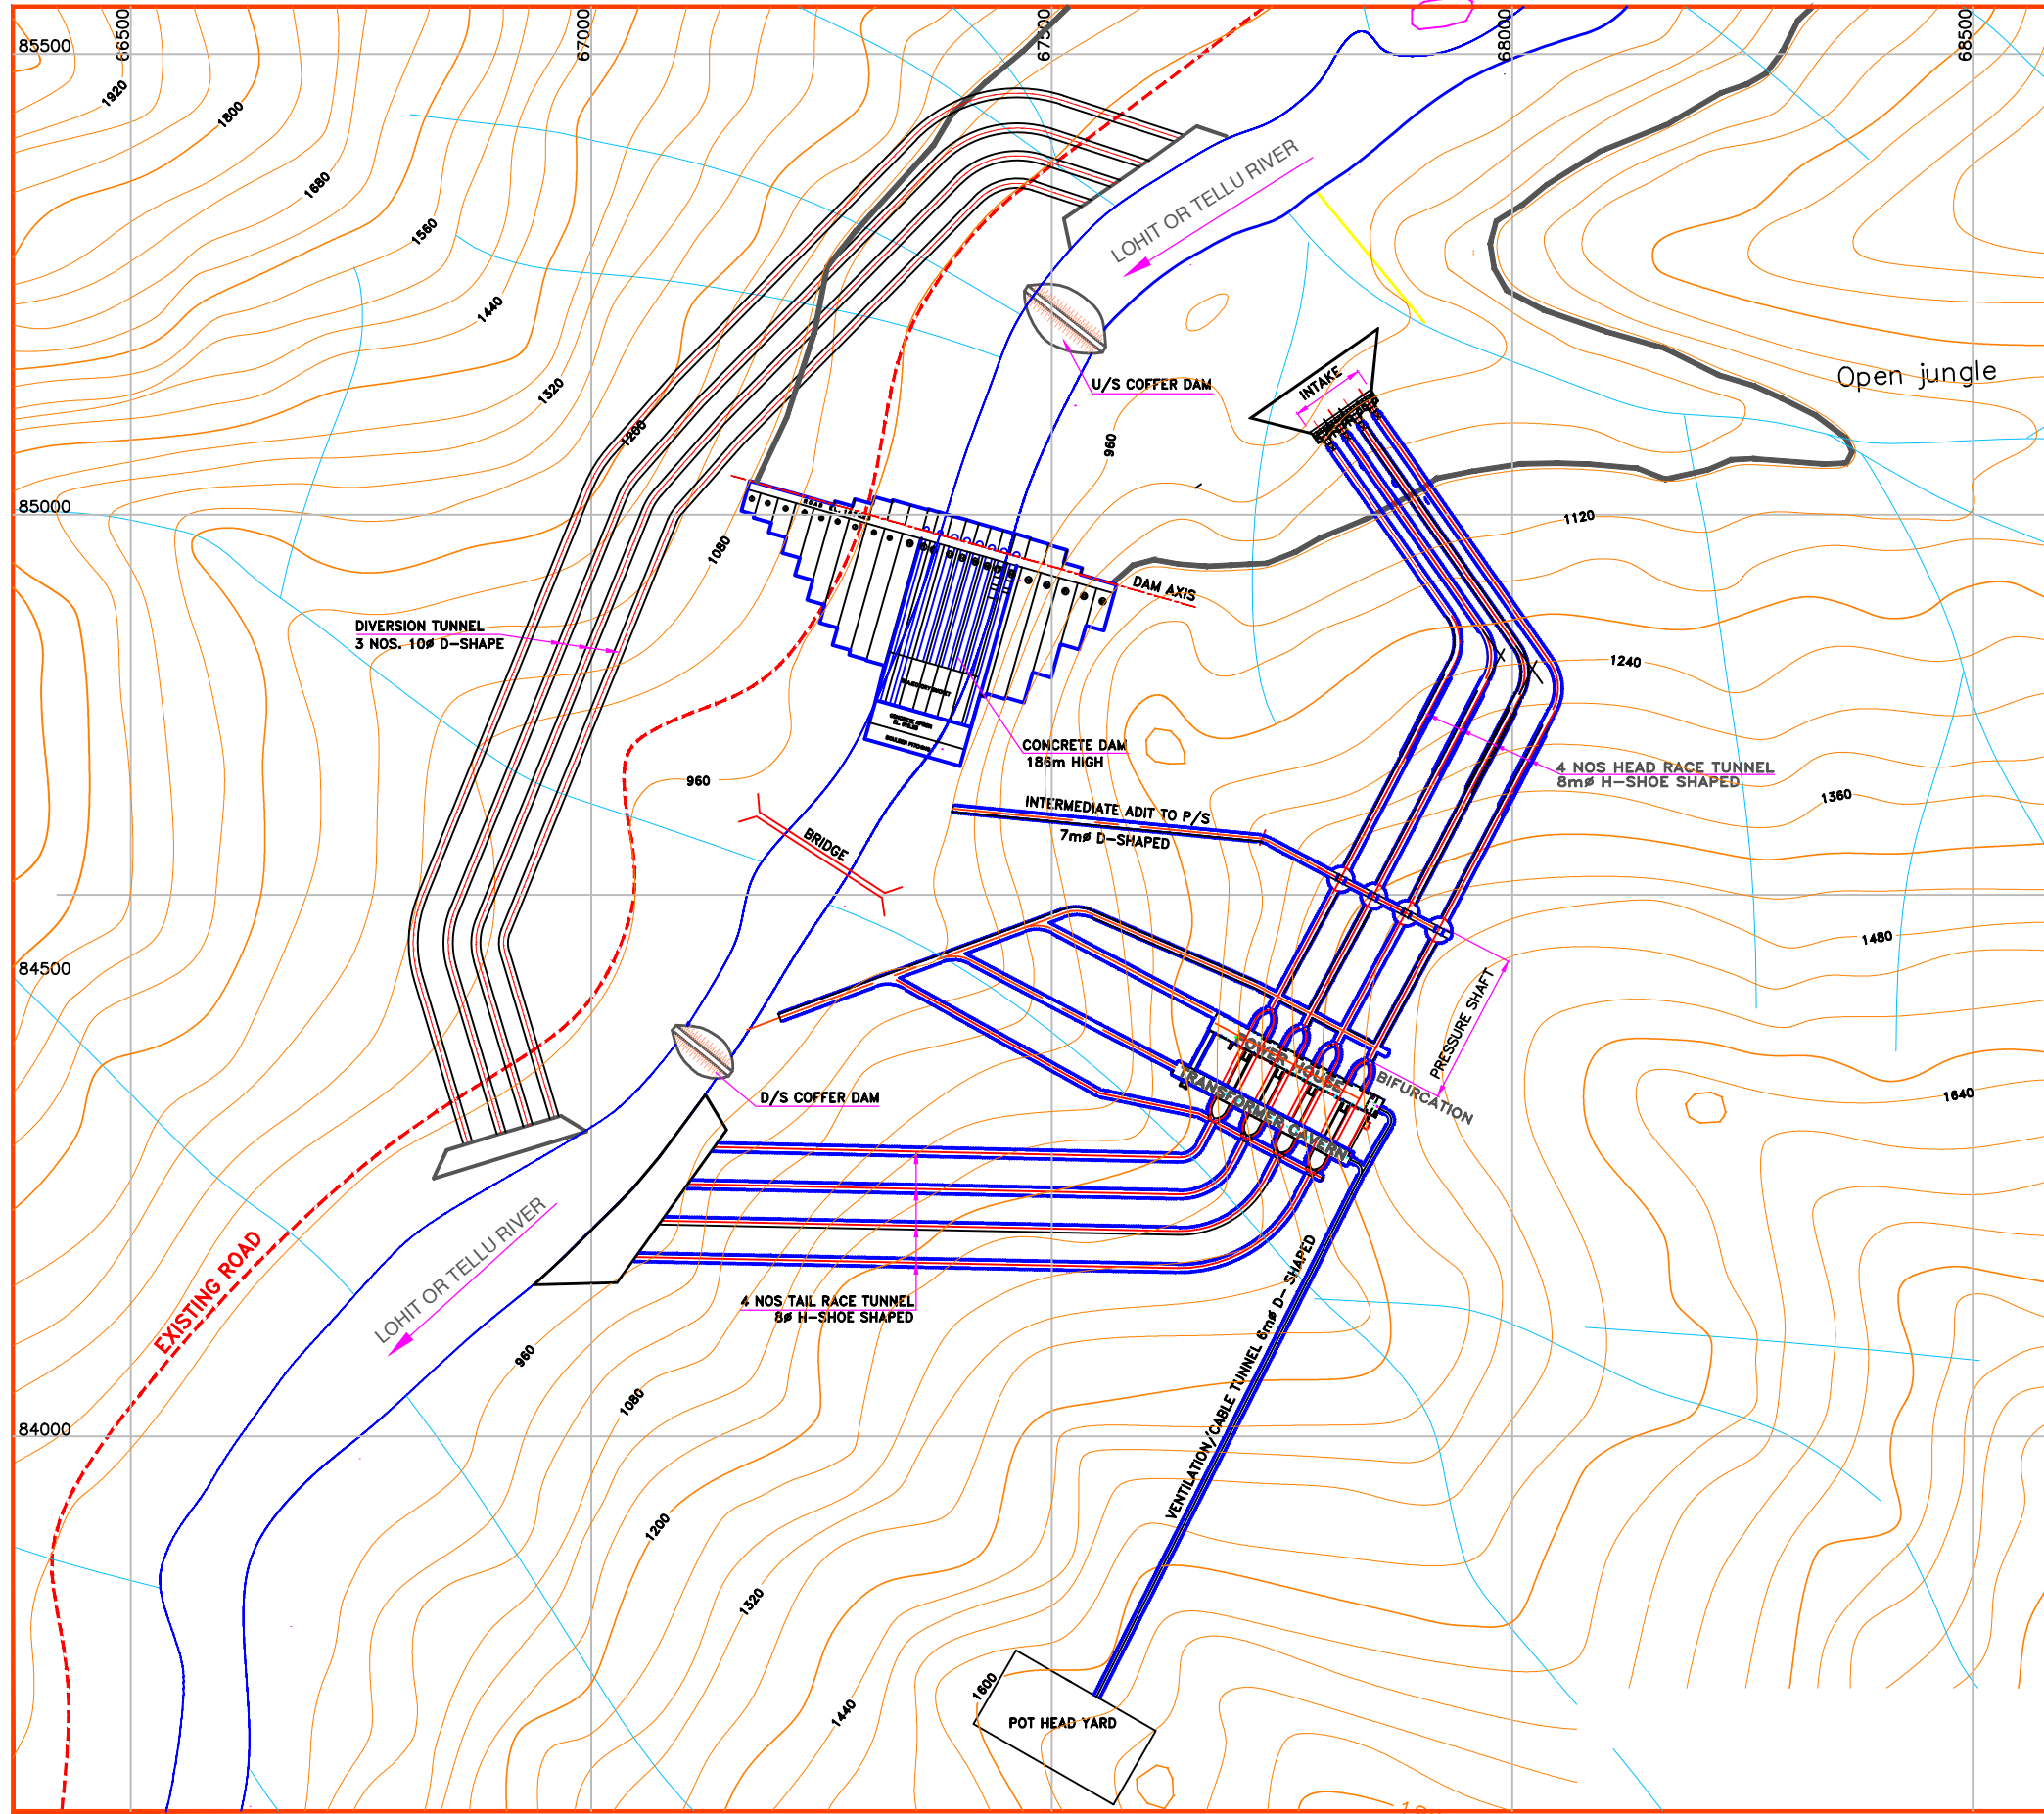 66500
67000
67500
68000
68500
85500
1920
1800
1680
1560
1440
1320
1200
1080
LOHIT OR TELLU RIVER
U/S COFFER DAM
INTAKE
Open jungle
960
85000
1120
DAM AXIS
DIVERSION TUNNEL
3 NOS. 10ø D-SHAPE
1240
CONCRETE DAM
186m HIGH
960
4 NOS HEAD RACE TUNNEL
8mø H-SHOE SHAPED
1360
INTERMEDIATE ADIT TO P/S
7mø D-SHAPED
BRIDGE
1480
84500
PRESSURE SHAFT
POWER HOUSE
BIFURCATION
TRANSFORMER CAVERN
1640
D/S COFFER DAM
EXISTING ROAD
LOHIT OR TELLU RIVER
4 NOS TAIL RACE TUNNEL
8ø H-SHOE SHAPED
VENTILATION/CABLE TUNNEL 6mø D- SHAPED
960
1080
84000
1200
1320
1440
1600
POT HEAD YARD